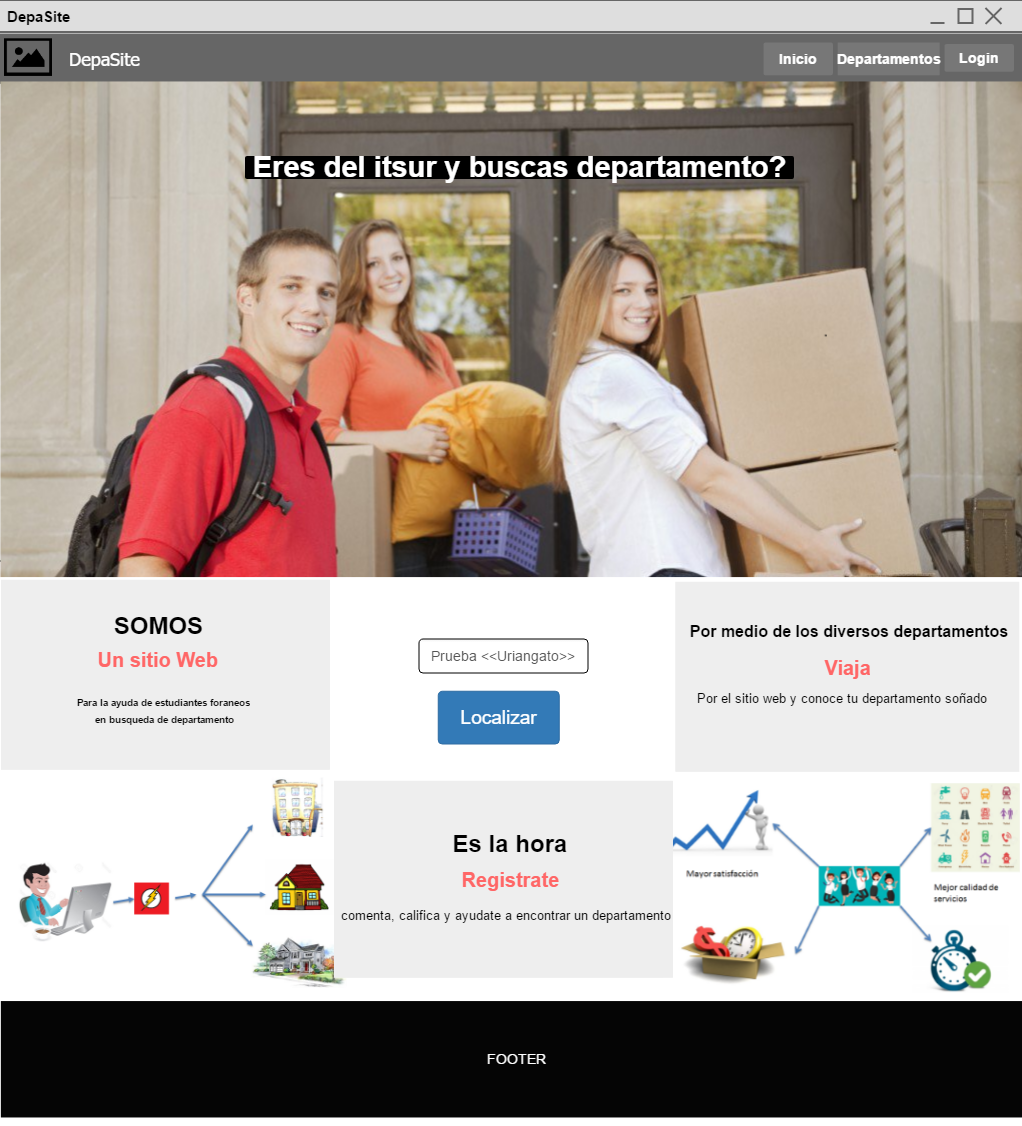 DepaSite
DepaSite
Inicio
Departamentos
Login
Eres del itsur y buscas departamento?
SOMOS
Un sitio Web
Para la ayuda de estudiantes foraneos
en busqueda de departamento
Prueba <<Uriangato>>
Localizar
Por medio de los diversos departamentos
Viaja
Por el sitio web y conoce tu departamento soñado
Es la hora
Registrate
comenta, califica y ayudate a encontrar un departamento
Mayor satisfacción
Mejor calidad de
servicios
FOOTER